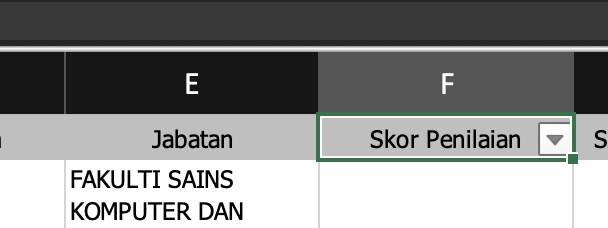 E F
Jabatan Skor Penilaian S
FAKULTI SAINS
KOMPUTER DAN